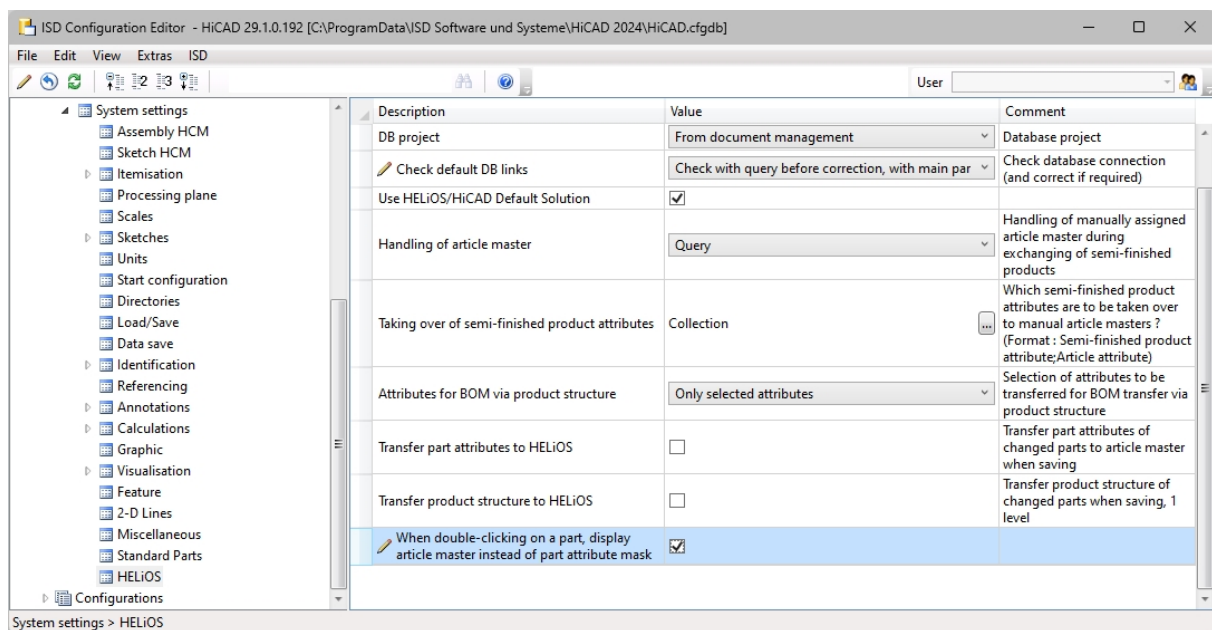 ISD Configuration Editor - HiCAD 29.1.0.192 [C:\ProgramData\ISD Software und Systeme\HiCAD 2024\HiCAD.cfgdb]
File Edit View Extras ISD
User
System settings
Assembly HCM
Sketch HCM
Itemisation
Processing plane
Scales
Sketches
Units
Start configuration
Directories
Load/Save
Data save
Identification
Referencing
Annotations
Calculations
Graphic
Visualisation
Feature
2-D Lines
Miscellaneous
Standard Parts
HELiOS
Configurations
Description Value Comment
DB project From document management Database project
Check default DB links Check with query before correction, with main par Check database connection
(and correct if required)
Use HELiOS/HiCAD Default Solution
Handling of article master Query Handling of manually assigned
article master during
exchanging of semi-finished
products
Taking over of semi-finished product attributes Collection ... Which semi-finished product
attributes are to be taken over
to manual article masters ?
(Format : Semi-finished product
attribute;Article attribute)
Attributes for BOM via product structure Only selected attributes Selection of attributes to be
transferred for BOM transfer via
product structure
Transfer part attributes to HELiOS Transfer part attributes of
changed parts to article master
when saving
Transfer product structure to HELiOS Transfer product structure of
changed parts when saving, 1
level
When double-clicking on a part, display
article master instead of part attribute mask
System settings > HELiOS